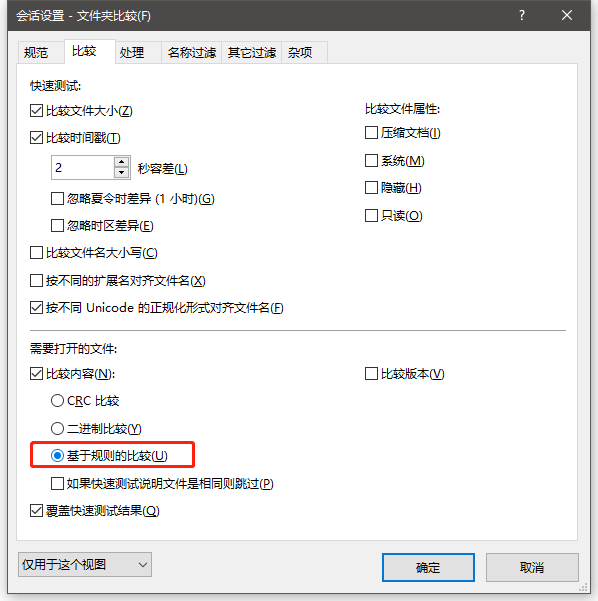 会话设置 - 文件夹比较(F)
规范 比较 处理 名称过滤 其它过滤 杂项
快速测试:
比较文件大小(Z)
比较时间戳(T)
2 秒容差(L)
忽略夏令时差异 (1 小时)(G)
忽略时区差异(E)
比较文件名大小写(C)
按不同的扩展名对齐文件名(X)
按不同 Unicode 的正规化形式对齐文件名(F)
比较文件属性:
压缩文档(I)
系统(M)
隐藏(H)
只读(O)
需要打开的文件:
比较内容(N):
CRC 比较
二进制比较(Y)
基于规则的比较(U)
如果快速测试说明文件是相同则跳过(P)
覆盖快速测试结果(Q)
比较版本(V)
仅用于这个视图
确定 取消